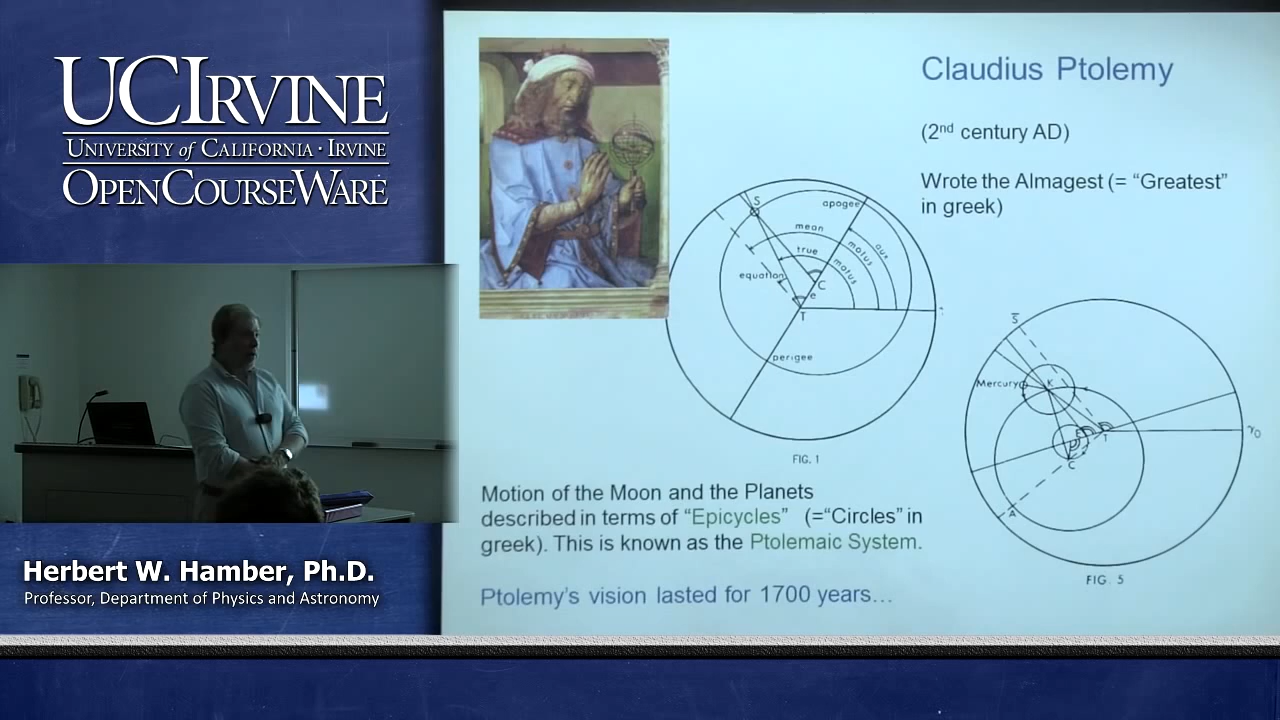 UCIRVINE
UNIVERSITY of CALIFORNIA · IRVINE
OPENCOURSEWARE
Herbert W. Hamber, Ph.D.
Professor, Department of Physics and Astronomy
Claudius Ptolemy
(2nd century AD)
Wrote the Almagest (= “Greatest”
in greek)
S
apogee
mean
aux
true
motus
motus
equation
C
e
T
perigee
FIG. 1
S
Mercury
K
T
C
A
FIG. 5
Motion of the Moon and the Planets
described in terms of “Epicycles” (=“Circles” in
greek). This is known as the Ptolemaic System.
Ptolemy’s vision lasted for 1700 years…